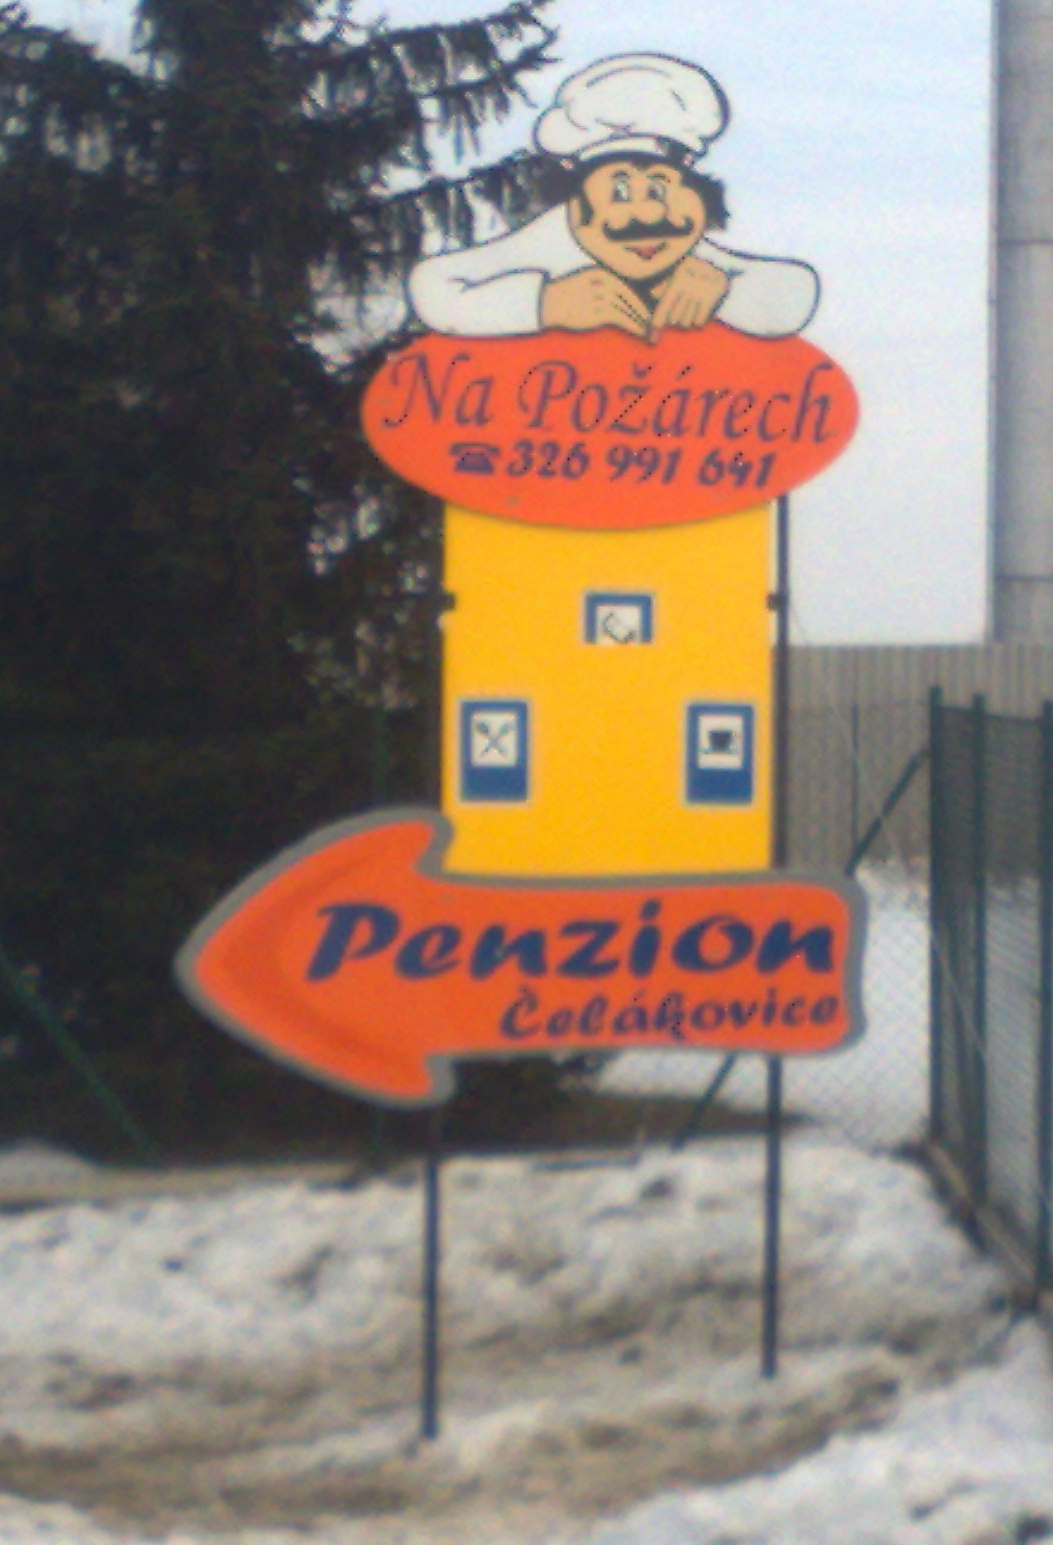 Na Požárech
☎ 326 991 641
Penzion
Čelákovice